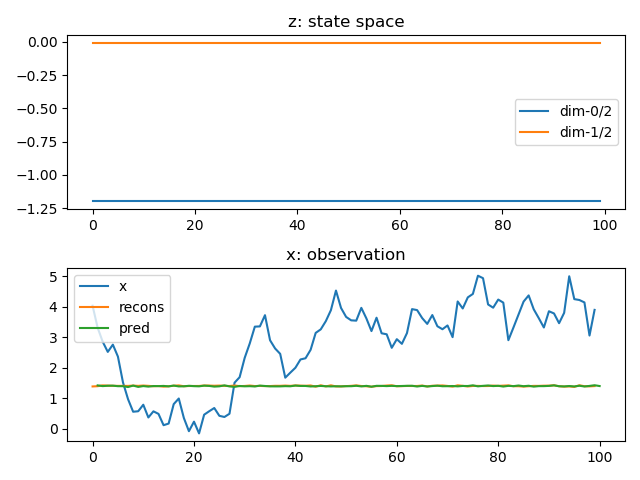 z: state space
0.00
−0.25
−0.50
−0.75
−1.00
−1.25
dim-0/2
dim-1/2
0 20 40 60 80 100
x: observation
5
4
3
2
1
0
x
recons
pred
0 20 40 60 80 100